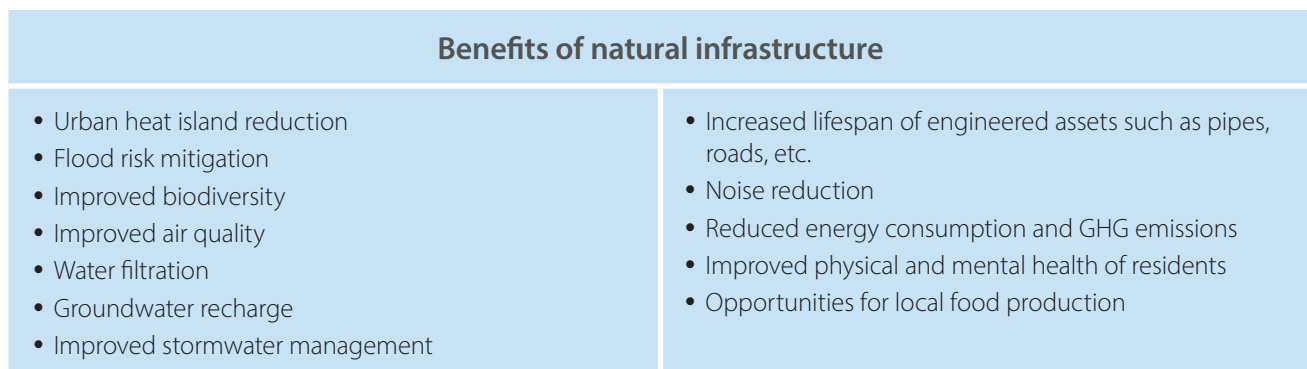 Benefits of natural infrastructure
• Urban heat island reduction
• Flood risk mitigation
• Improved biodiversity
• Improved air quality
• Water filtration
• Groundwater recharge
• Improved stormwater management
• Increased lifespan of engineered assets such as pipes,
roads, etc.
• Noise reduction
• Reduced energy consumption and GHG emissions
• Improved physical and mental health of residents
• Opportunities for local food production